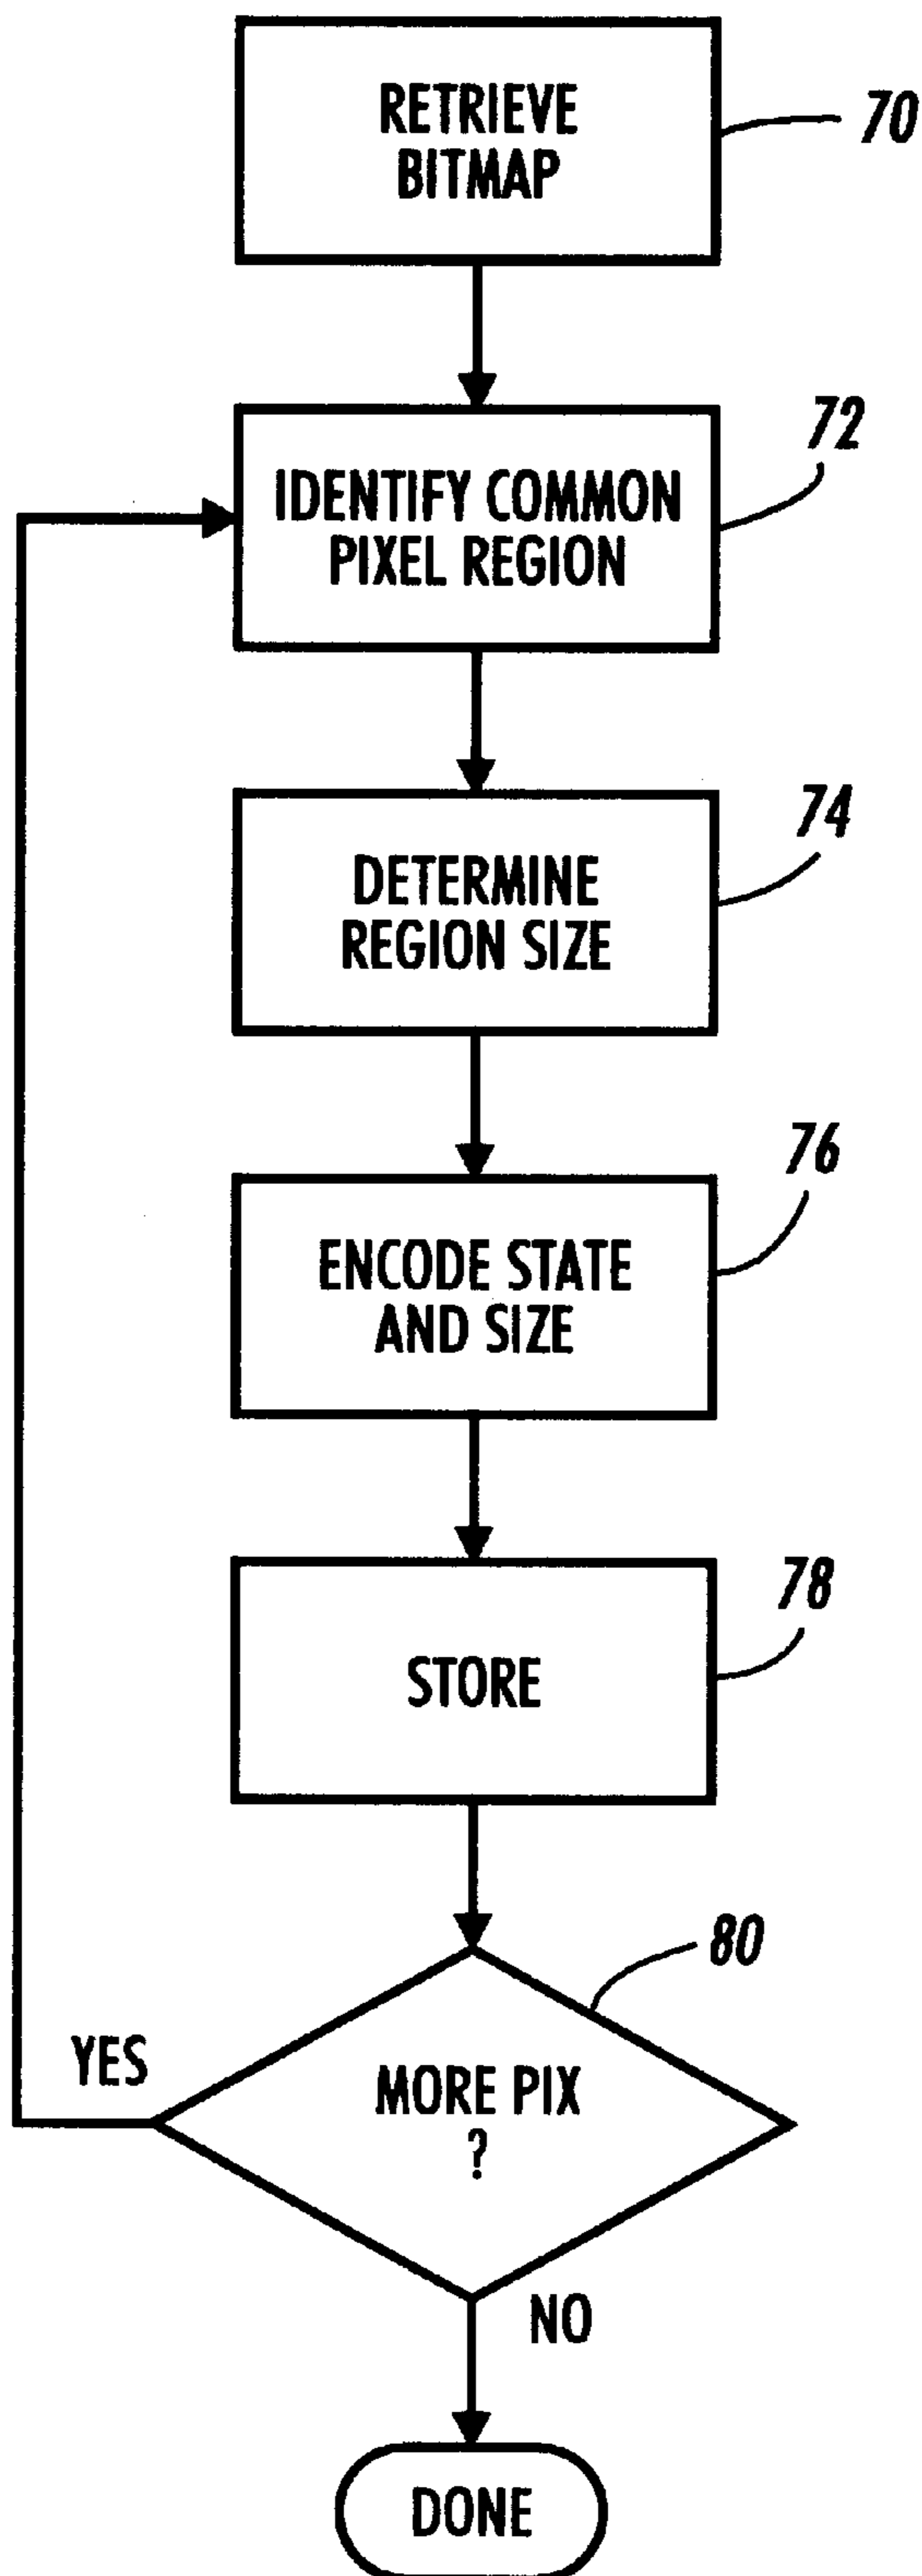 RETRIEVE
BITMAP
70
IDENTIFY COMMON
PIXEL REGION
72
DETERMINE
REGION SIZE
74
ENCODE STATE
AND SIZE
76
STORE
78
80
YES
MORE PIX
?
NO
DONE